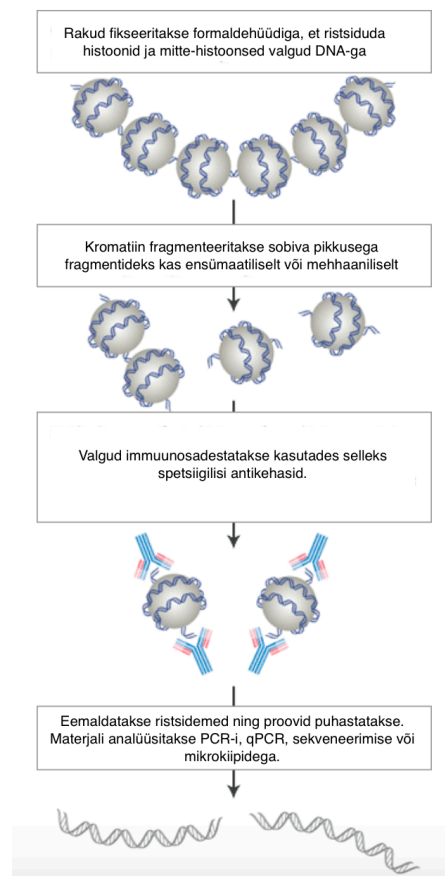 Rakud fikseeritakse formaldehüüdiga, et ristsiduda
histoonid ja mitte-histoonsed valgud DNA-ga
Kromatiin fragmenteeritakse sobiva pikkusega
fragmentideks kas ensümaatiliselt või mehhaaniliselt
Valgud immuunosadestatakse kasutades selleks
spetsiigilisi antikehasid.
Eemaldatakse ristsidemed ning proovid puhastatakse.
Materjali analüüsitakse PCR-i, qPCR, sekveneerimise või
mikrokiipidega.